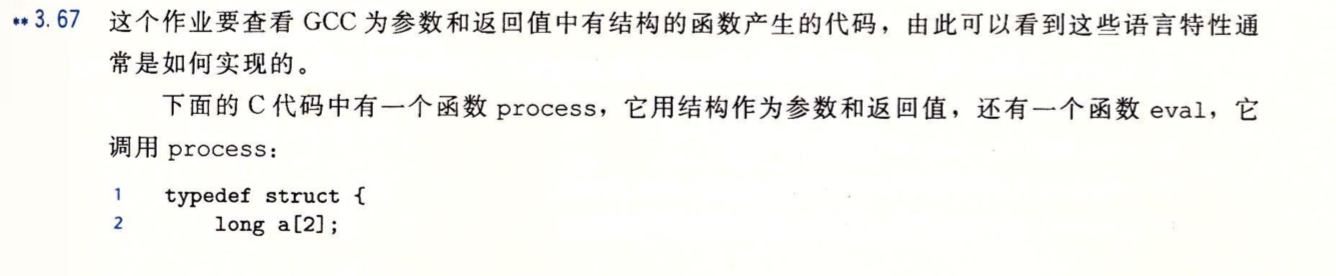 ** 3.67 这个作业要查看 GCC 为参数和返回值中有结构的函数产生的代码，由此可以看到这些语言特性通
常是如何实现的。
下面的 C 代码中有一个函数 process，它用结构作为参数和返回值，还有一个函数 eval，它
调用 process：
1 typedef struct {
2 long a[2];